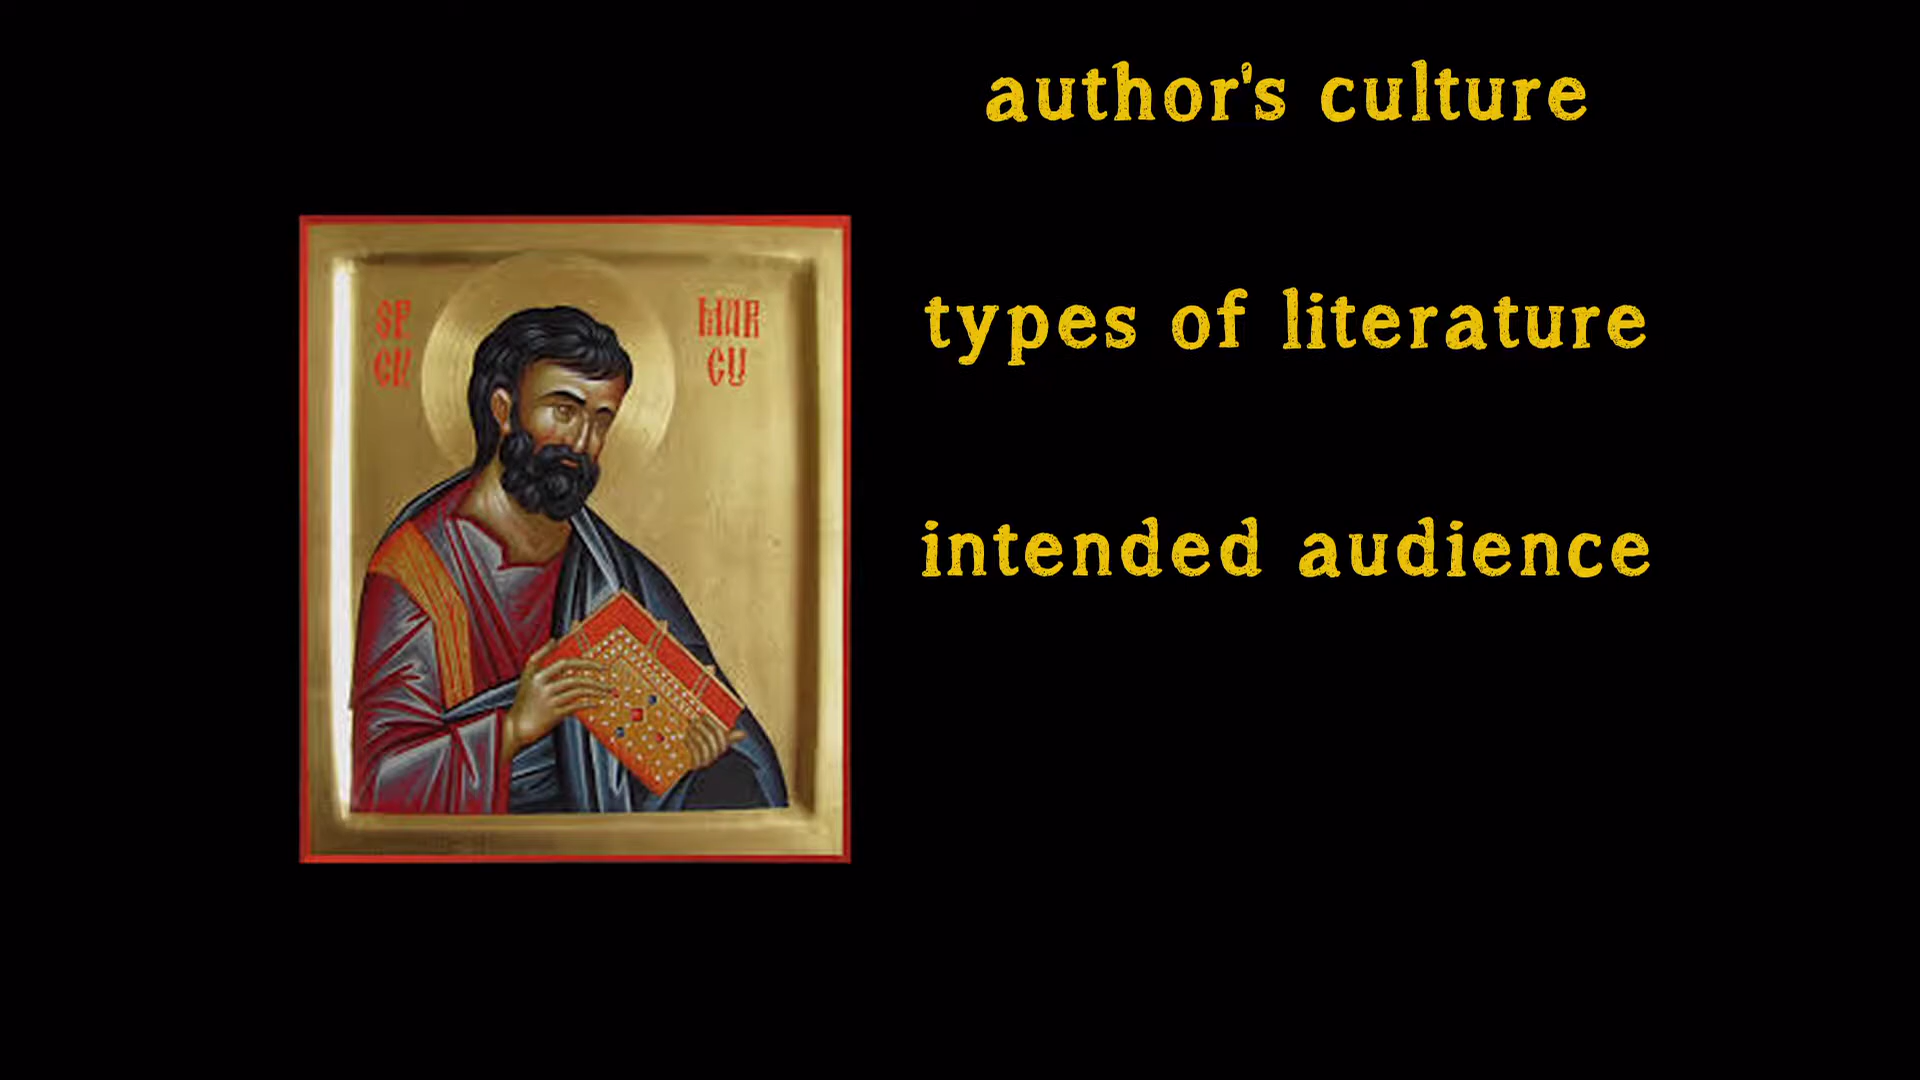 author's culture
types of literature
intended audience
MAR
CU